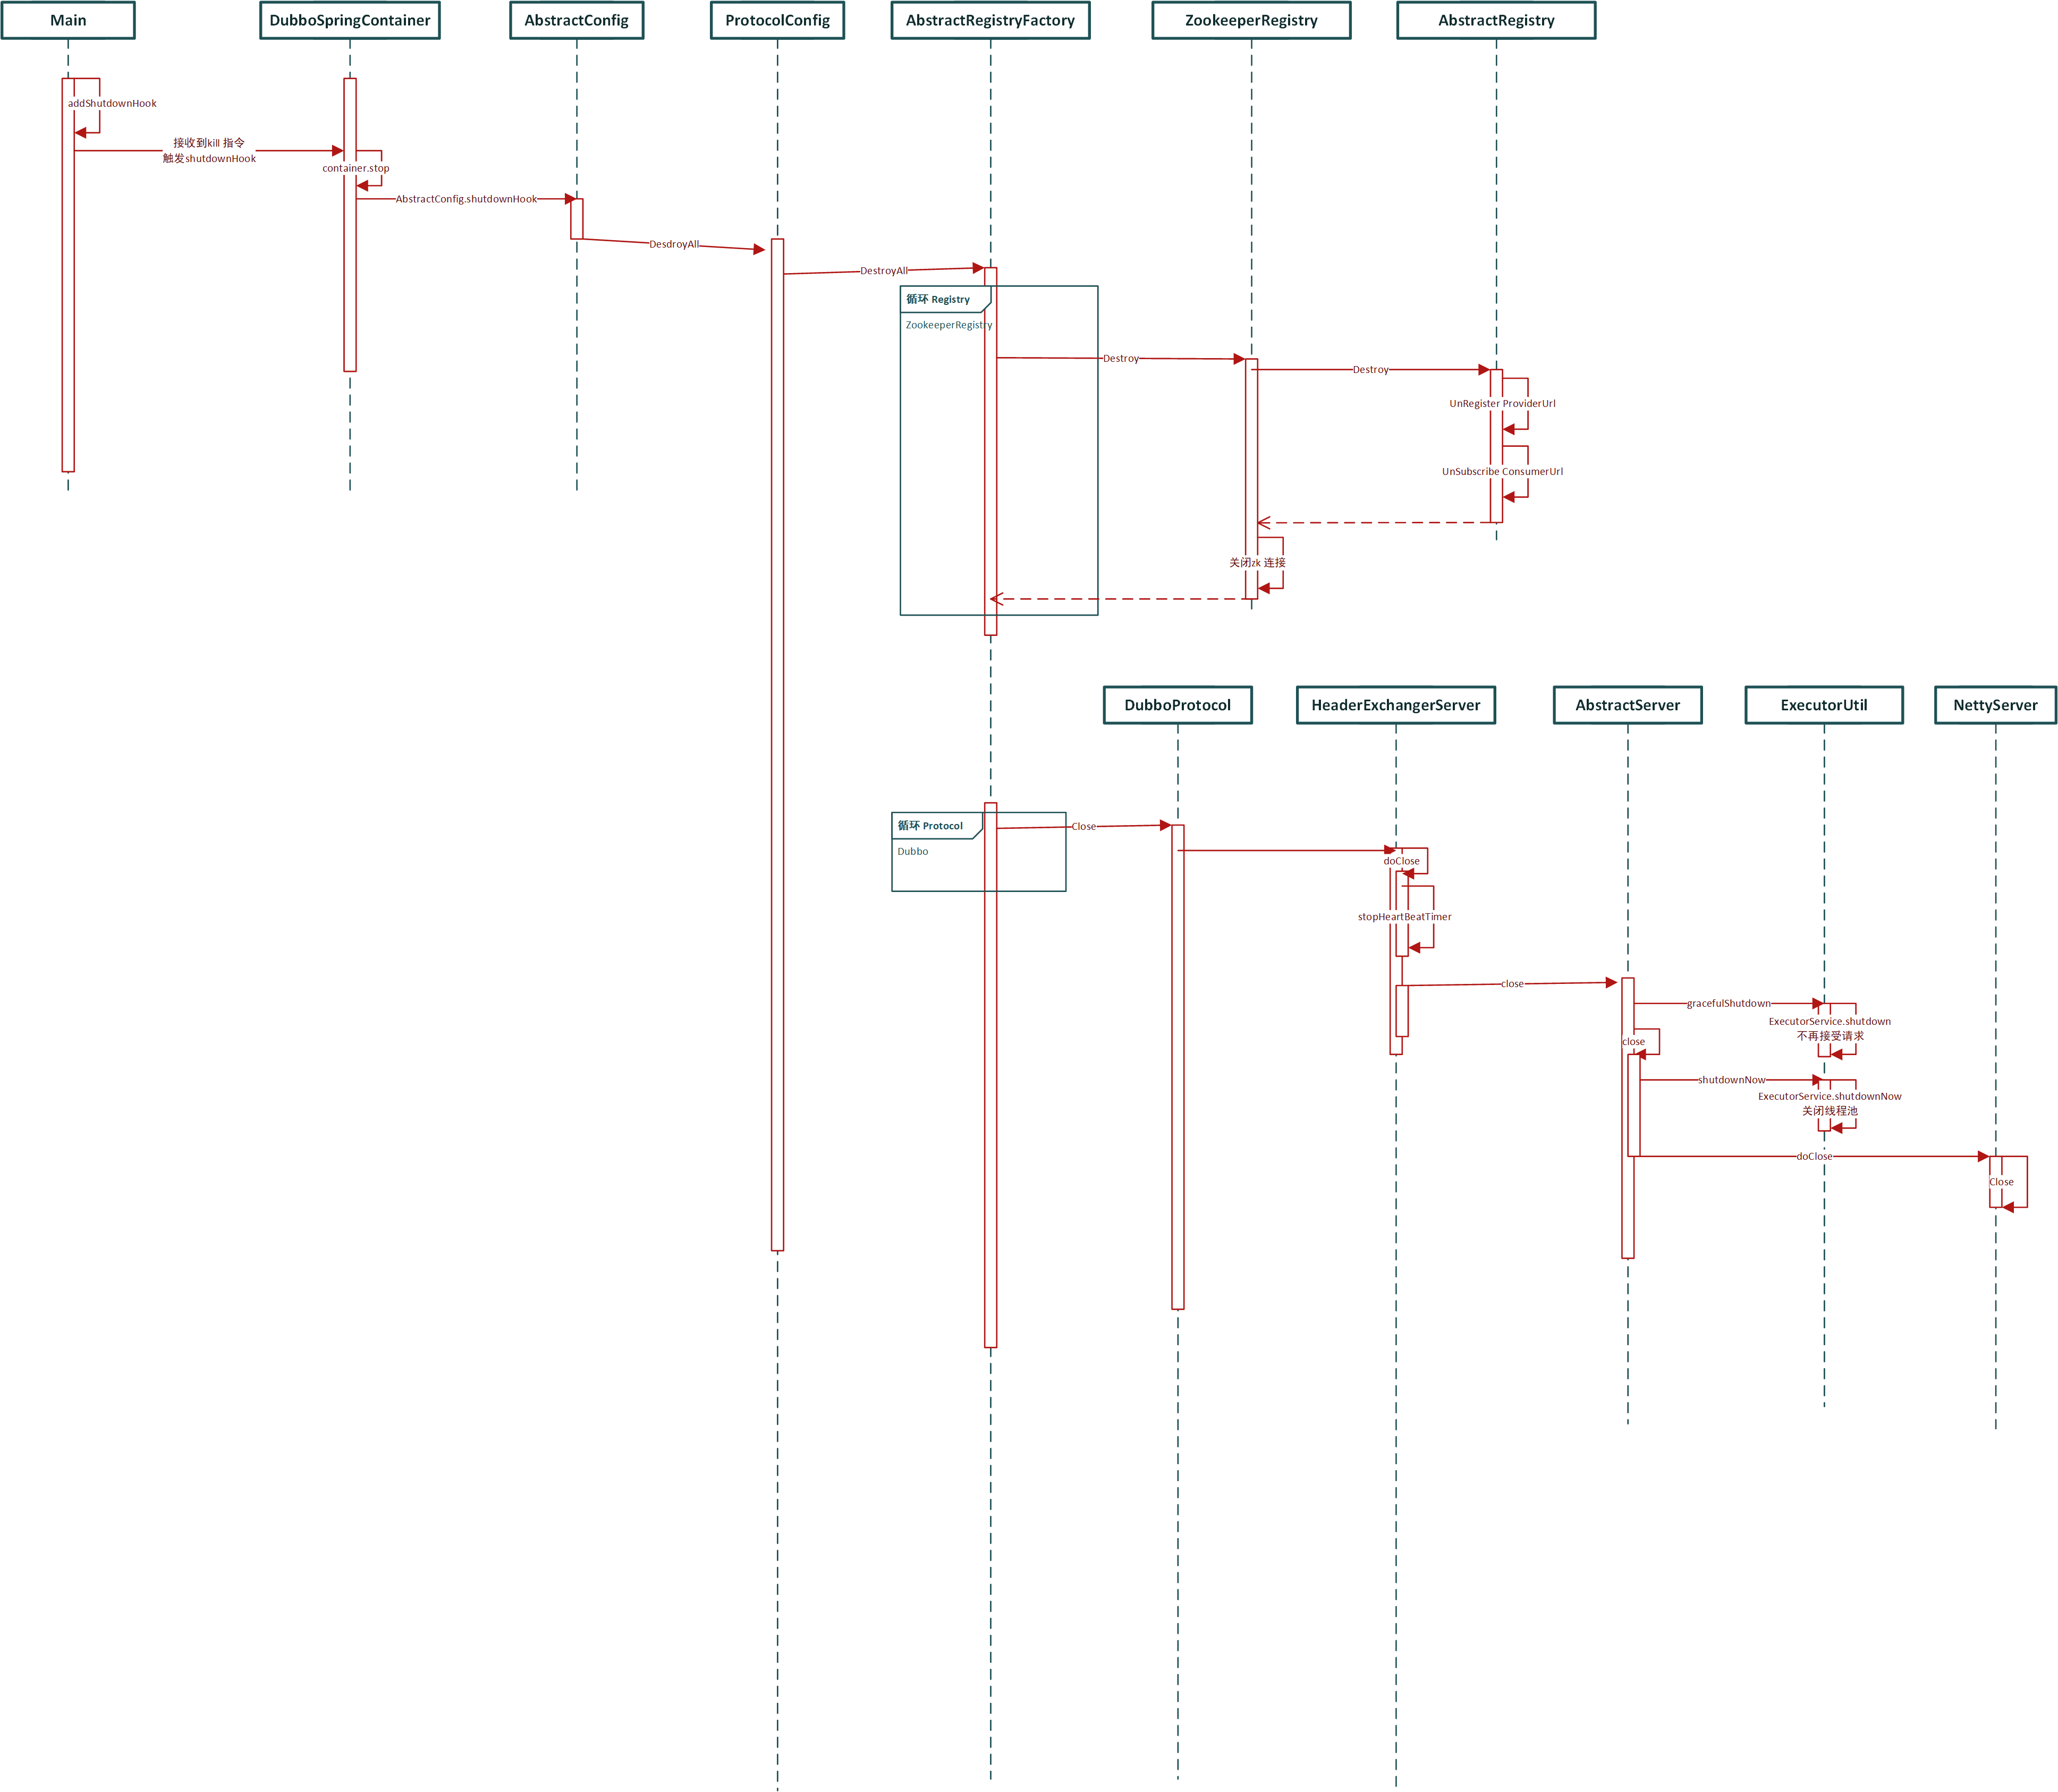 Main
DubboSpringContainer
AbstractConfig
ProtocolConfig
AbstractRegistryFactory
ZookeeperRegistry
AbstractRegistry
addShutdownHook
接收到kill 指令
触发shutdownHook
container.stop
AbstractConfig.shutdownHook
DesdroyAll
DestroyAll
循环 Registry
ZookeeperRegistry
Destroy
Destroy
UnRegister ProviderUrl
UnSubscribe ConsumerUrl
关闭zk 连接
DubboProtocol
HeaderExchangerServer
AbstractServer
ExecutorUtil
NettyServer
循环 Protocol
Dubbo
Close
doClose
stopHeartBeatTimer
close
gracefulShutdown
ExecutorService.shutdown
不再接受请求
close
shutdownNow
ExecutorService.shutdownNow
关闭线程池
doClose
Close